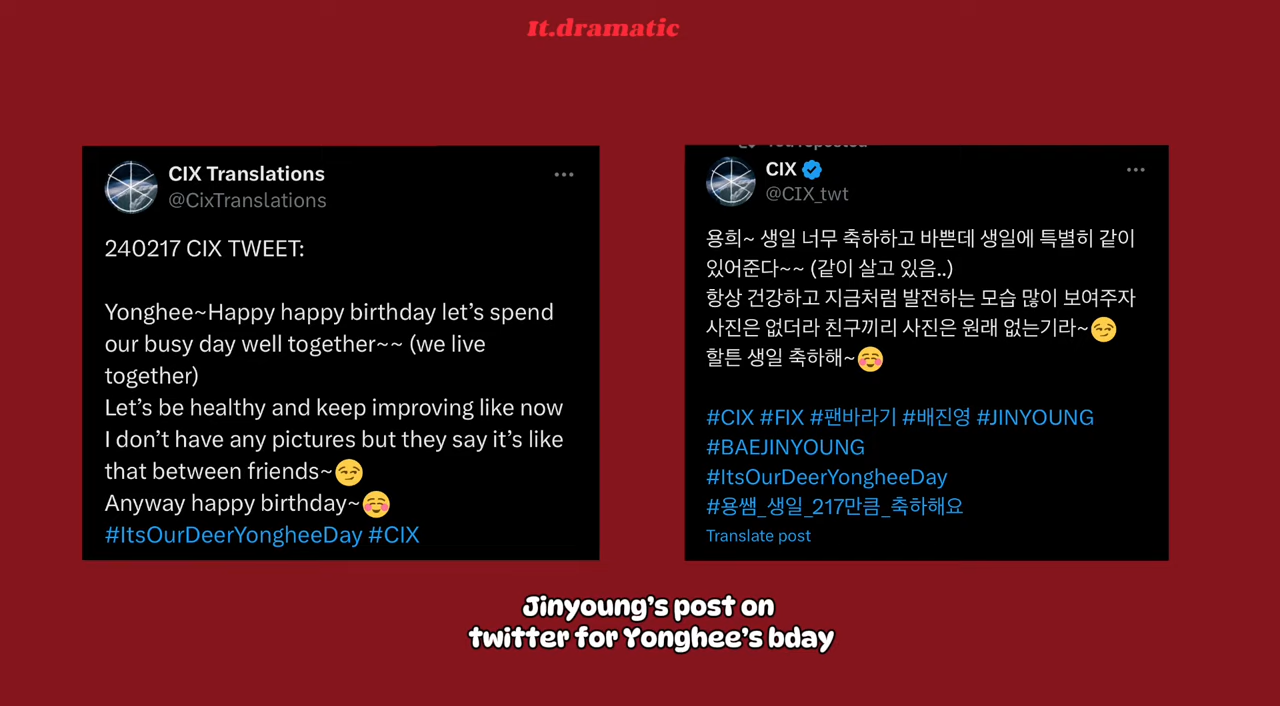 It.dramatic
CIX Translations
@CixTranslations
240217 CIX TWEET:
Yonghee~Happy happy birthday let's spend
our busy day well together~~ (we live
together)
Let's be healthy and keep improving like now
I don't have any pictures but they say it's like
that between friends~😏
Anyway happy birthday~☺️
#ItsOurDeerYongheeDay #CIX
You reposted
CIX
@CIX_twt
용희~ 생일 너무 축하하고 바쁜데 생일에 특별히 같이
있어준다~~ (같이 살고 있음..)
항상 건강하고 지금처럼 발전하는 모습 많이 보여주자
사진은 없더라 친구끼리 사진은 원래 없는기라~😏
할튼 생일 축하해~☺️
#CIX #FIX #팬바라기 #배진영 #JINYOUNG
#BAEJINYOUNG
#ItsOurDeerYongheeDay
#용쌤_생일_217만큼_축하해요
Translate post
Jinyoung's post on
twitter for Yonghee's bday